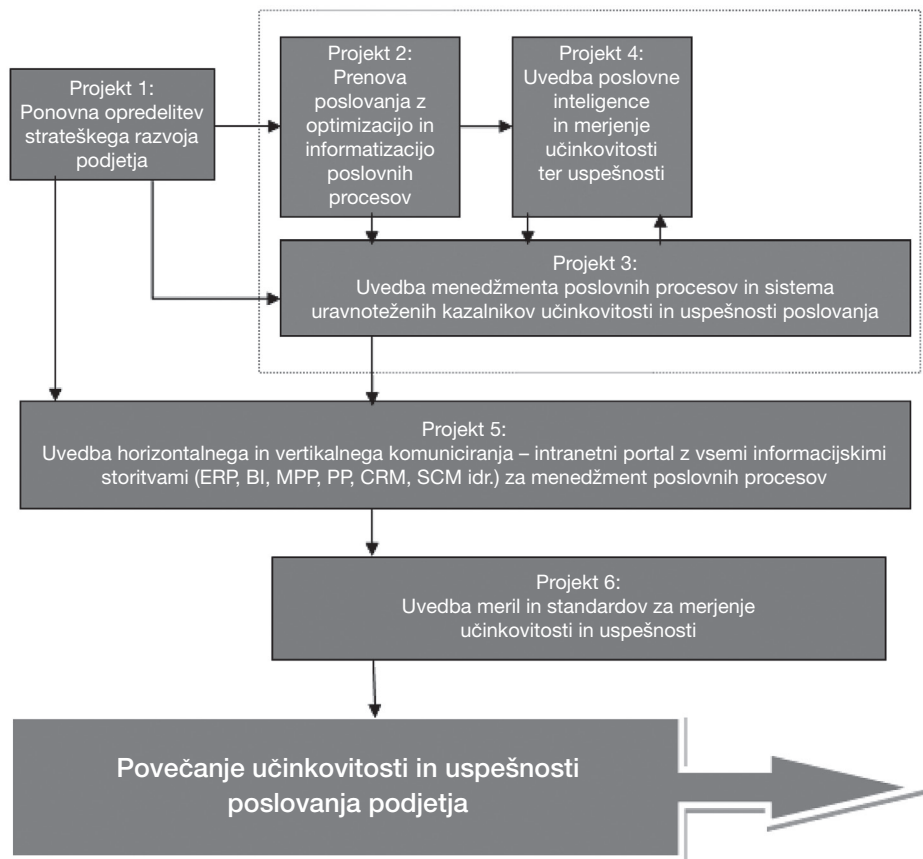 Projekt 1:
Ponovna opredelitev
strateškega razvoja
podjetja
Projekt 2:
Prenova
poslovanja z
optimizacijo in
informatizacijo
poslovnih
procesov
Projekt 4:
Uvedba poslovne
inteligence
in merjenje
učinkovitosti
ter uspešnosti
Projekt 3:
Uvedba menedžmenta poslovnih procesov in sistema
uravnoteženih kazalnikov učinkovitosti in uspešnosti poslovanja
Projekt 5:
Uvedba horizontalnega in vertikalnega komuniciranja – intranetni portal z vsemi informacijskimi
storitvami (ERP, BI, MPP, PP, CRM, SCM idr.) za menedžment poslovnih procesov
Projekt 6:
Uvedba meril in standardov za merjenje
učinkovitosti in uspešnosti
Povečanje učinkovitosti in uspešnosti
poslovanja podjetja